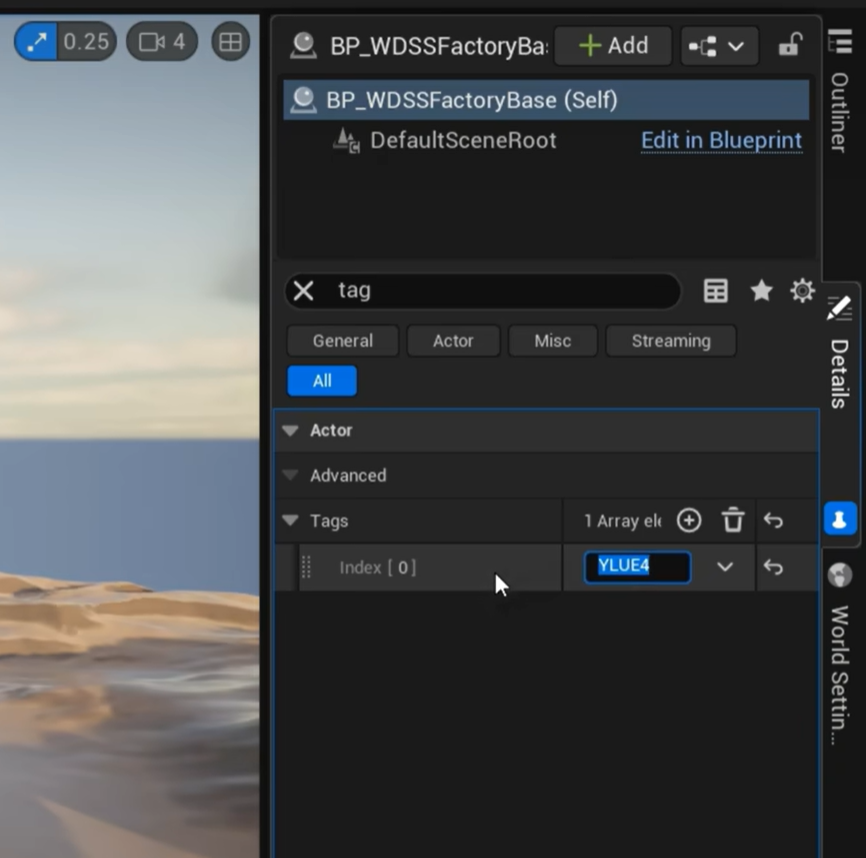 0.25
4
BP_WDSSFactoryBa
Add
BP_WDSSFactoryBase (Self)
DefaultSceneRoot
Edit in Blueprint
tag
General
Actor
Misc
Streaming
All
Actor
Advanced
Tags
1 Array ele
Index [ 0 ]
YLUE4
Outliner
Details
World Settin...